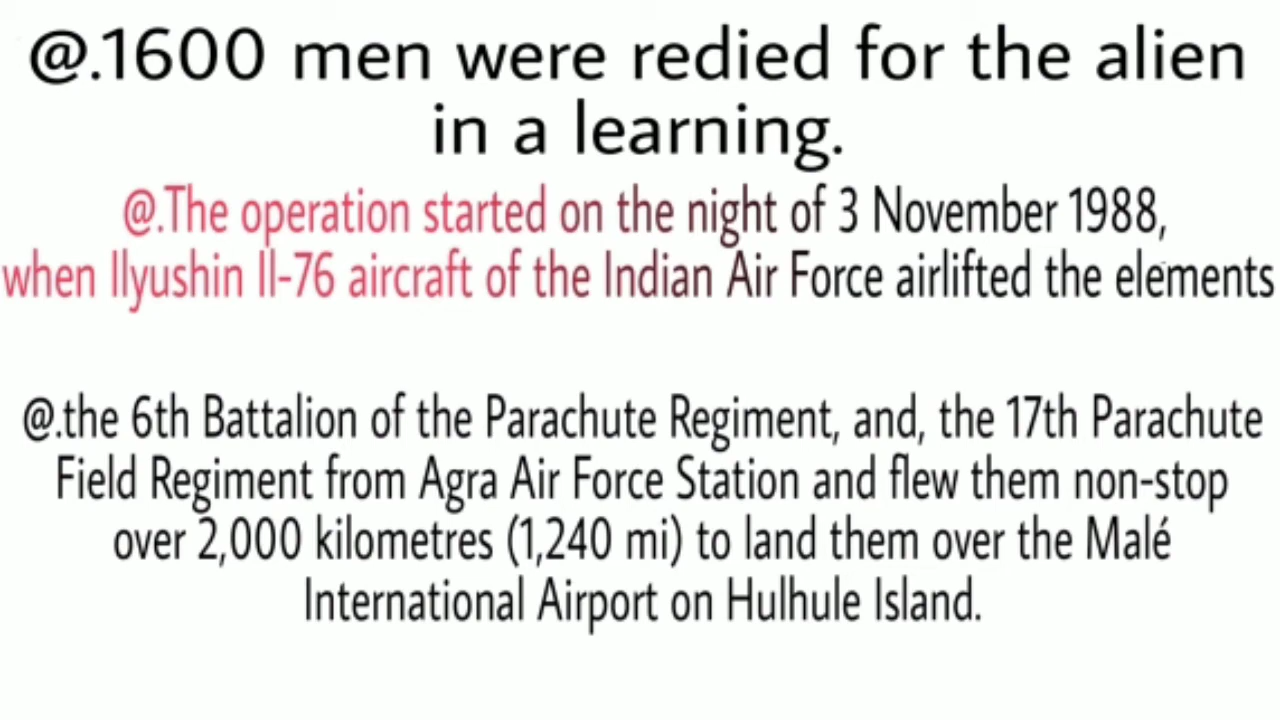 @.1600 men were redied for the alien
in a learning.
@.The operation started on the night of 3 November 1988,
when Ilyushin Il-76 aircraft of the Indian Air Force airlifted the elements
@.the 6th Battalion of the Parachute Regiment, and, the 17th Parachute
Field Regiment from Agra Air Force Station and flew them non-stop
over 2,000 kilometres (1,240 mi) to land them over the Malé
International Airport on Hulhule Island.